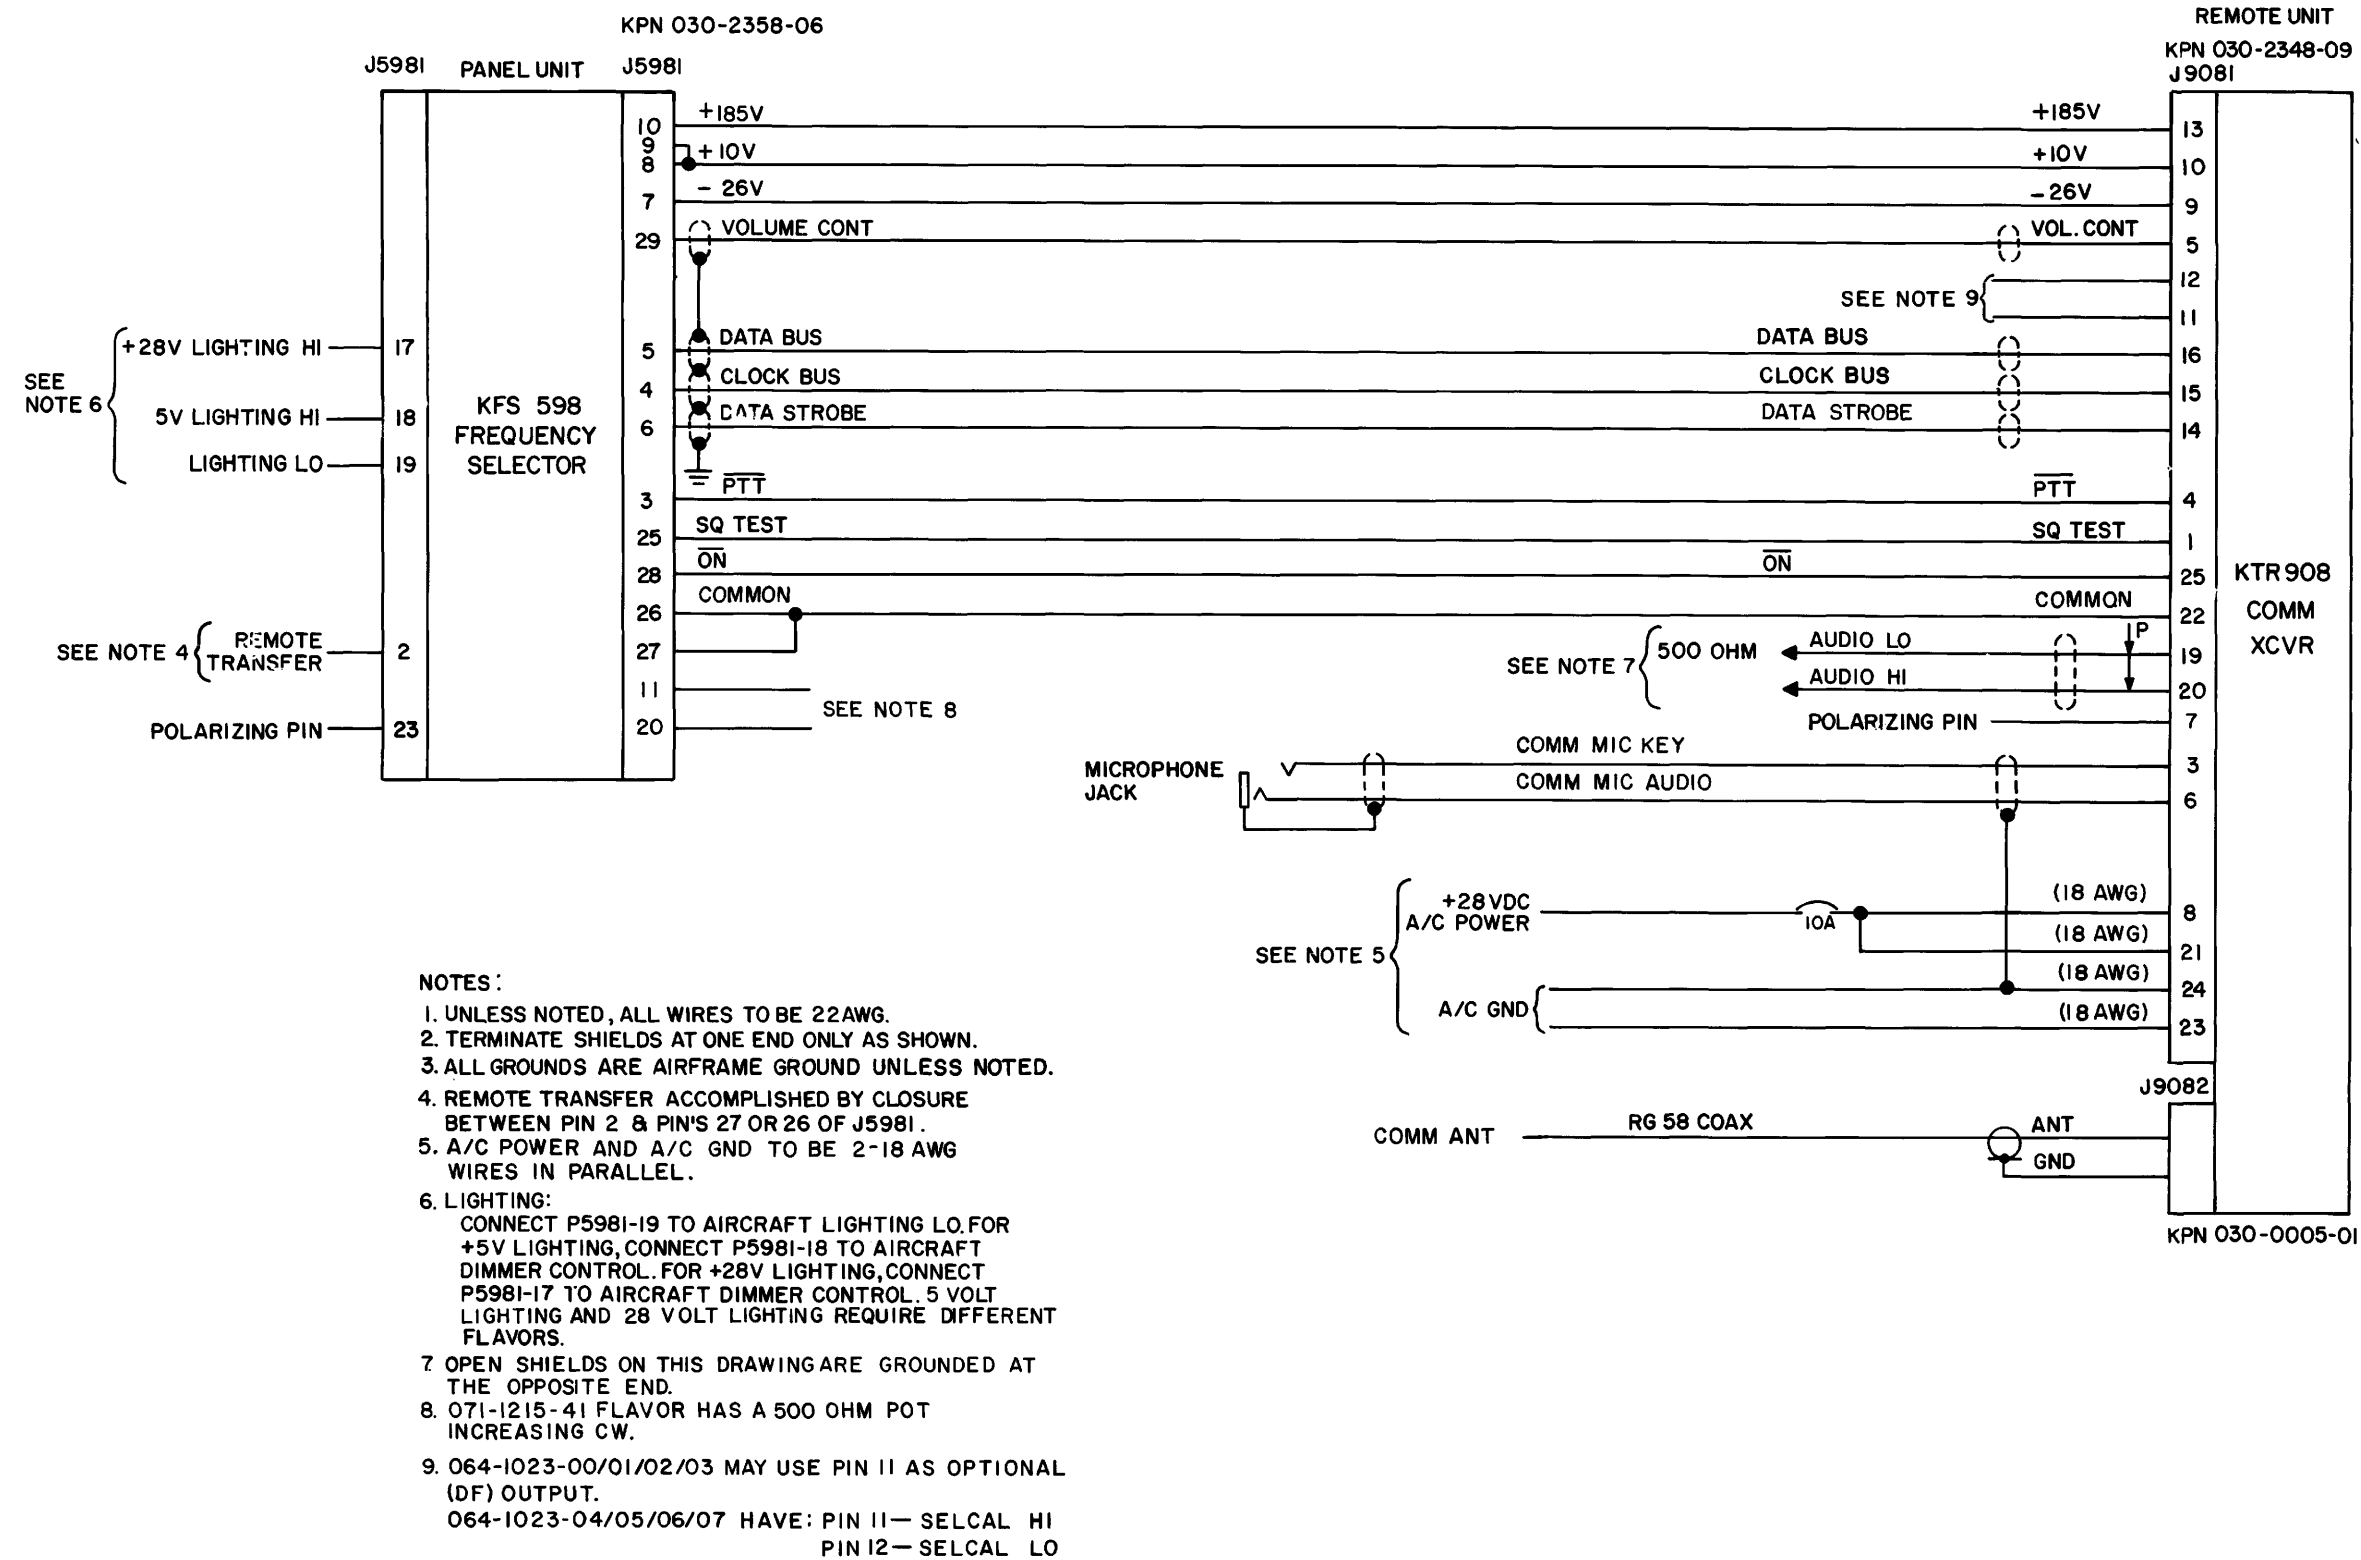 KPN 030-2358-06
REMOTE UNIT
KPN 030-2348-09
J9081
J5981 PANEL UNIT J5981
10 +185V +185V 13
9
8 +10V +10V 10
7 - 26V -26V 9
29 VOLUME CONT VOL. CONT 5
12
SEE NOTE 9
11
+28V LIGHTING HI 17
5 DATA BUS DATA BUS 16
SEE
NOTE 6
4 CLOCK BUS CLOCK BUS 15
5V LIGHTING HI 18
6 DATA STROBE DATA STROBE 14
LIGHTING LO 19
KFS 598
FREQUENCY
SELECTOR
3 PTT PTT 4
25 SQ TEST SQ TEST 1
28 ON ON 25
KTR 908
COMM
XCVR
26 COMMON COMMON 22
SEE NOTE 4 REMOTE
TRANSFER 2
27
SEE NOTE 7 500 OHM AUDIO LO P 19
AUDIO HI 20
11
SEE NOTE 8
20
POLARIZING PIN 23
POLARIZING PIN 7
MICROPHONE
JACK
COMM MIC KEY 3
COMM MIC AUDIO 6
SEE NOTE 5
+28VDC
A/C POWER 10A (18 AWG) 8
(18 AWG) 21
A/C GND
(18 AWG) 24
(18 AWG) 23
J9082
COMM ANT RG 58 COAX ANT
GND
KPN 030-0005-01
NOTES:
1. UNLESS NOTED, ALL WIRES TO BE 22AWG.
2. TERMINATE SHIELDS AT ONE END ONLY AS SHOWN.
3. ALL GROUNDS ARE AIRFRAME GROUND UNLESS NOTED.
4. REMOTE TRANSFER ACCOMPLISHED BY CLOSURE
BETWEEN PIN 2 & PIN'S 27 OR 26 OF J5981.
5. A/C POWER AND A/C GND TO BE 2-18 AWG
WIRES IN PARALLEL.
6. LIGHTING:
CONNECT P5981-19 TO AIRCRAFT LIGHTING LO. FOR
+5V LIGHTING, CONNECT P5981-18 TO AIRCRAFT
DIMMER CONTROL. FOR +28V LIGHTING, CONNECT
P5981-17 TO AIRCRAFT DIMMER CONTROL. 5 VOLT
LIGHTING AND 28 VOLT LIGHTING REQUIRE DIFFERENT
FLAVORS.
7 OPEN SHIELDS ON THIS DRAWING ARE GROUNDED AT
THE OPPOSITE END.
8. 071-1215-41 FLAVOR HAS A 500 OHM POT
INCREASING CW.
9. 064-1023-00/01/02/03 MAY USE PIN 11 AS OPTIONAL
(DF) OUTPUT.
064-1023-04/05/06/07 HAVE: PIN 11— SELCAL HI
PIN 12— SELCAL LO